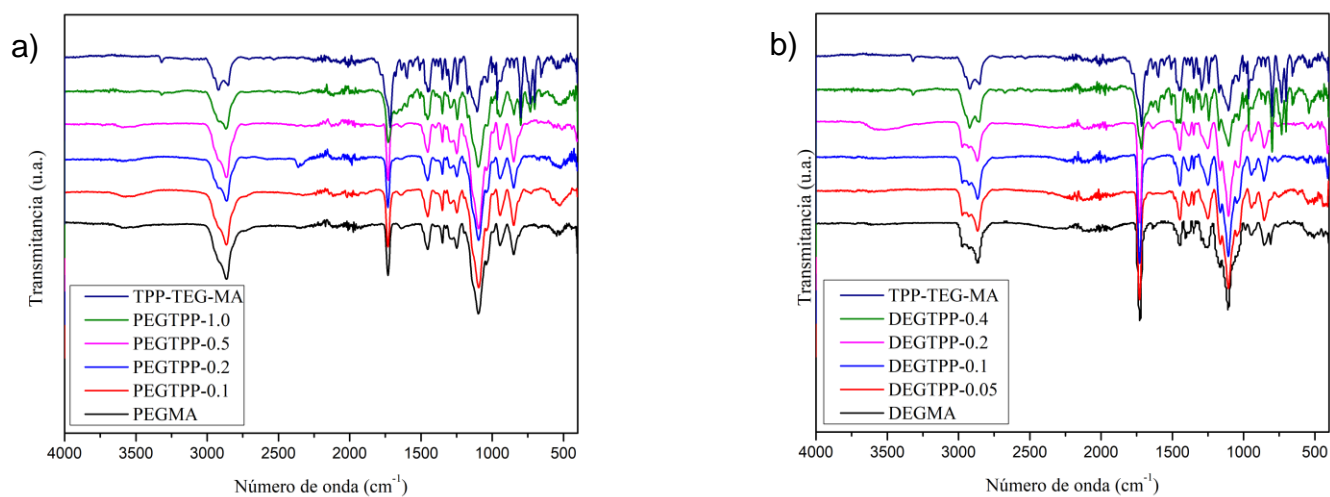 a)
Transmitancia (u.a.)
TPP-TEG-MA
PEGTPP-1.0
PEGTPP-0.5
PEGTPP-0.2
PEGTPP-0.1
PEGMA
4000 3500 3000 2500 2000 1500 1000 500
Número de onda (cm⁻¹)
b)
Transmitancia (u.a.)
TPP-TEG-MA
DEGTPP-0.4
DEGTPP-0.2
DEGTPP-0.1
DEGTPP-0.05
DEGMA
4000 3500 3000 2500 2000 1500 1000 500
Número de onda (cm⁻¹)